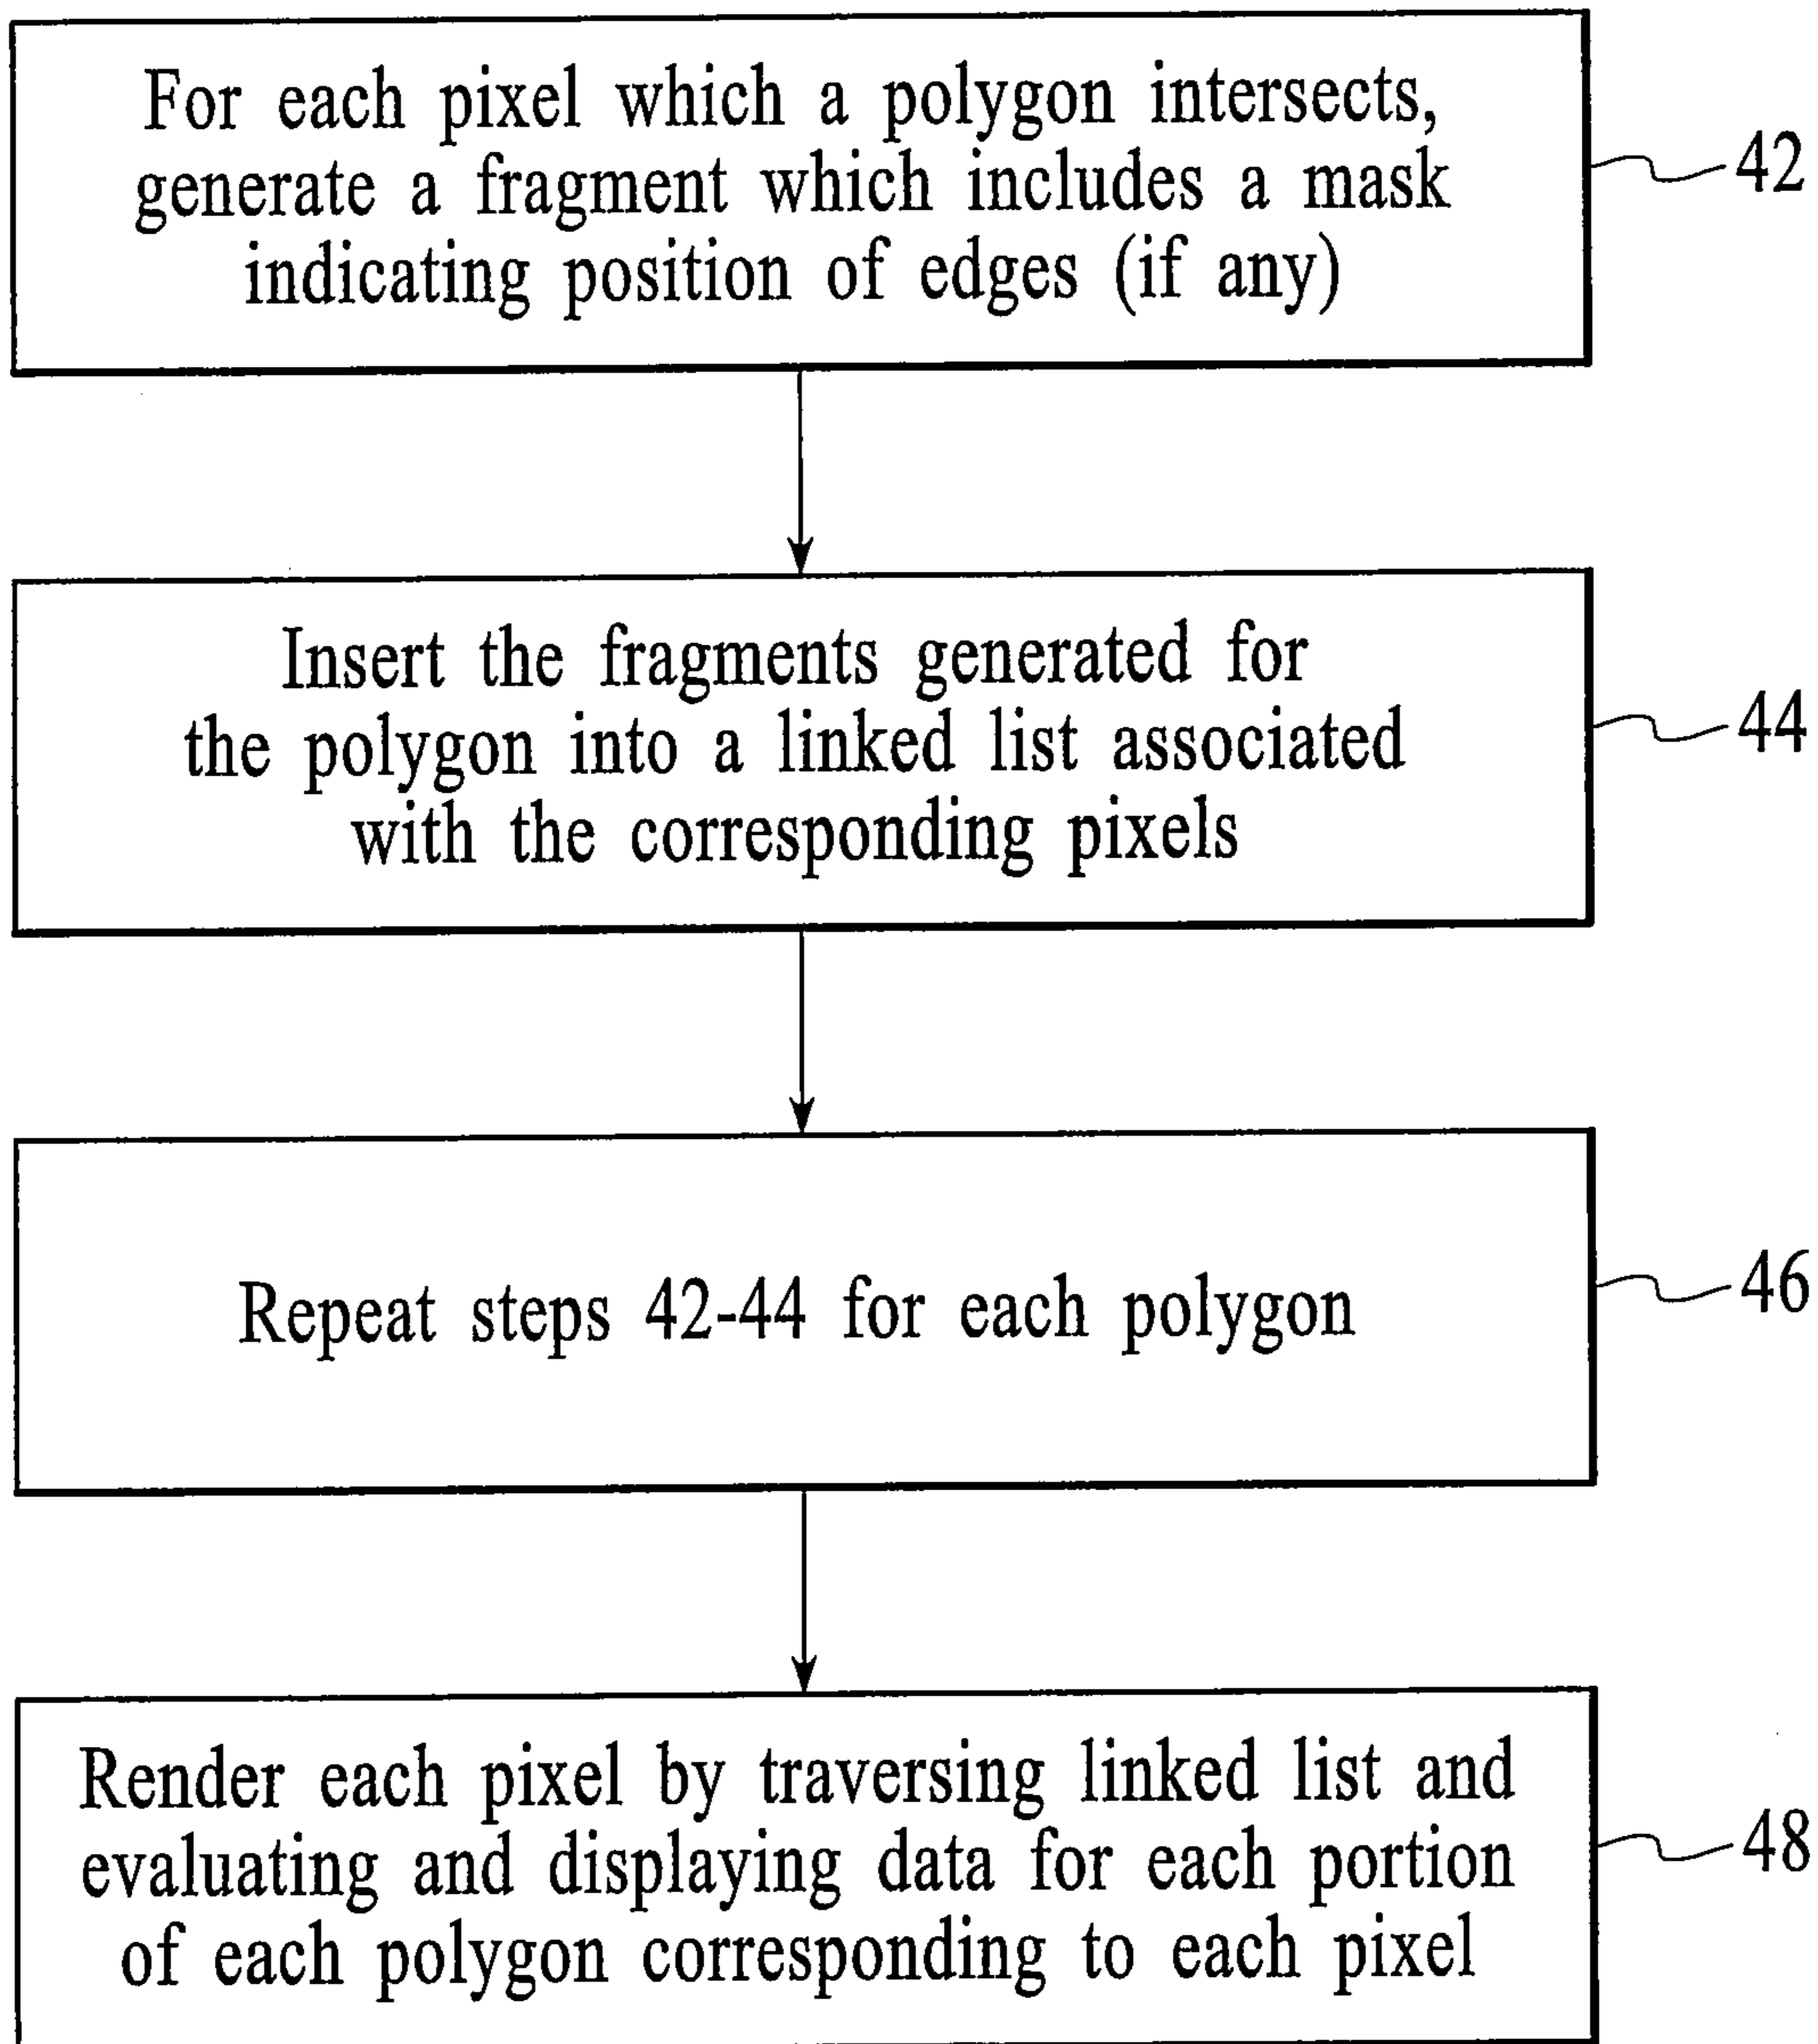 For each pixel which a polygon intersects,
generate a fragment which includes a mask
indicating position of edges (if any)
42
Insert the fragments generated for
the polygon into a linked list associated
with the corresponding pixels
44
Repeat steps 42-44 for each polygon
46
Render each pixel by traversing linked list and
evaluating and displaying data for each portion
of each polygon corresponding to each pixel
48